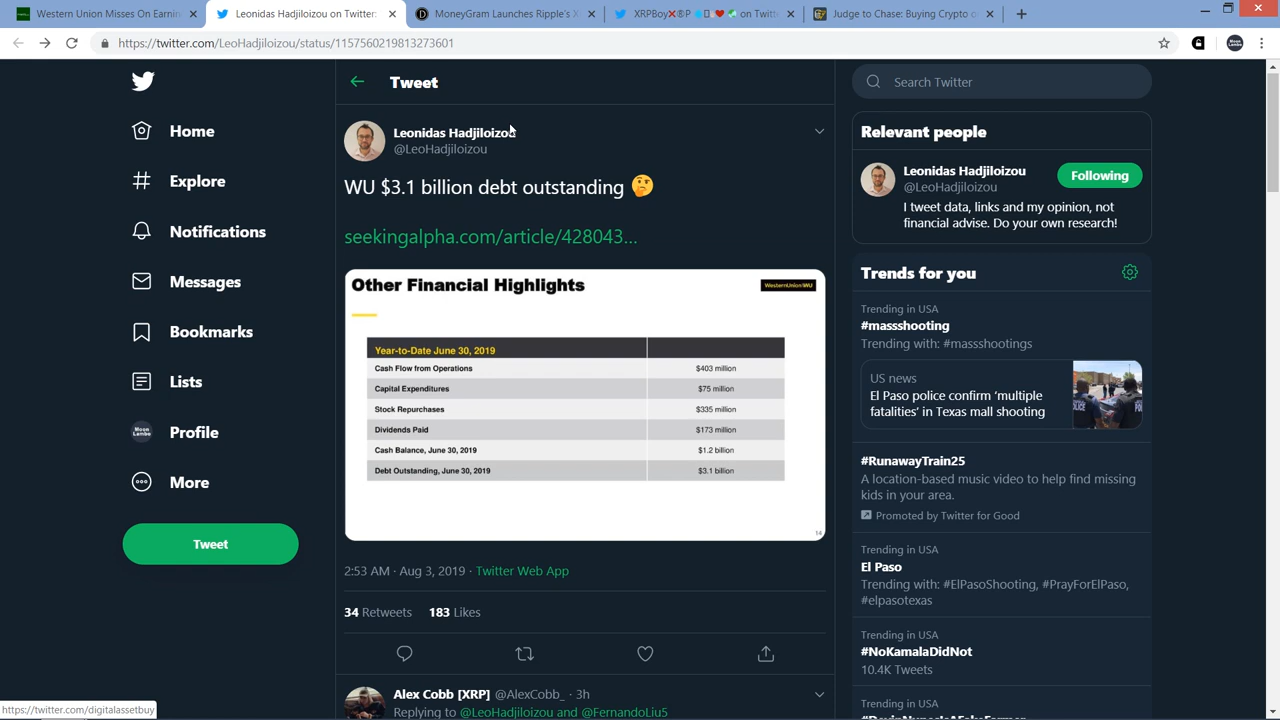 Western Union Misses On Earnin
Leonidas Hadjiloizou on Twitter:
MoneyGram Launches Ripple's X
XRPBoy❌®️P on Twitt
Judge to Chase: Buying Crypto o
https://twitter.com/LeoHadjiloizou/status/1157560219813273601
Home
Explore
Notifications
Messages
Bookmarks
Lists
Profile
More
Tweet
Tweet
Leonidas Hadjiloizou
@LeoHadjiloizou
WU $3.1 billion debt outstanding 🤔
seekingalpha.com/article/428043...
Other Financial Highlights
WesternUnion WU
Year-to-Date June 30, 2019
Cash Flow from Operations $403 million
Capital Expenditures $75 million
Stock Repurchases $335 million
Dividends Paid $173 million
Cash Balance, June 30, 2019 $1.2 billion
Debt Outstanding, June 30, 2019 $3.1 billion
14
2:53 AM · Aug 3, 2019 · Twitter Web App
34 Retweets 183 Likes
Alex Cobb [XRP] @AlexCobb_ · 3h
Replying to @LeoHadjiloizou and @FernandoLiu5
Search Twitter
Relevant people
Leonidas Hadjiloizou
@LeoHadjiloizou
Following
I tweet data, links and my opinion, not
financial advise. Do your own research!
Trends for you
Trending in USA
#massshooting
Trending with: #massshootings
US news
El Paso police confirm ‘multiple
fatalities’ in Texas mall shooting
#RunawayTrain25
A location-based music video to help find missing
kids in your area.
Promoted by Twitter for Good
Trending in USA
El Paso
Trending with: #ElPasoShooting, #PrayForElPaso,
#elpasotexas
Trending in USA
#NoKamalaDidNot
10.4K Tweets
Trending in USA
https://twitter.com/digitalassetbuy